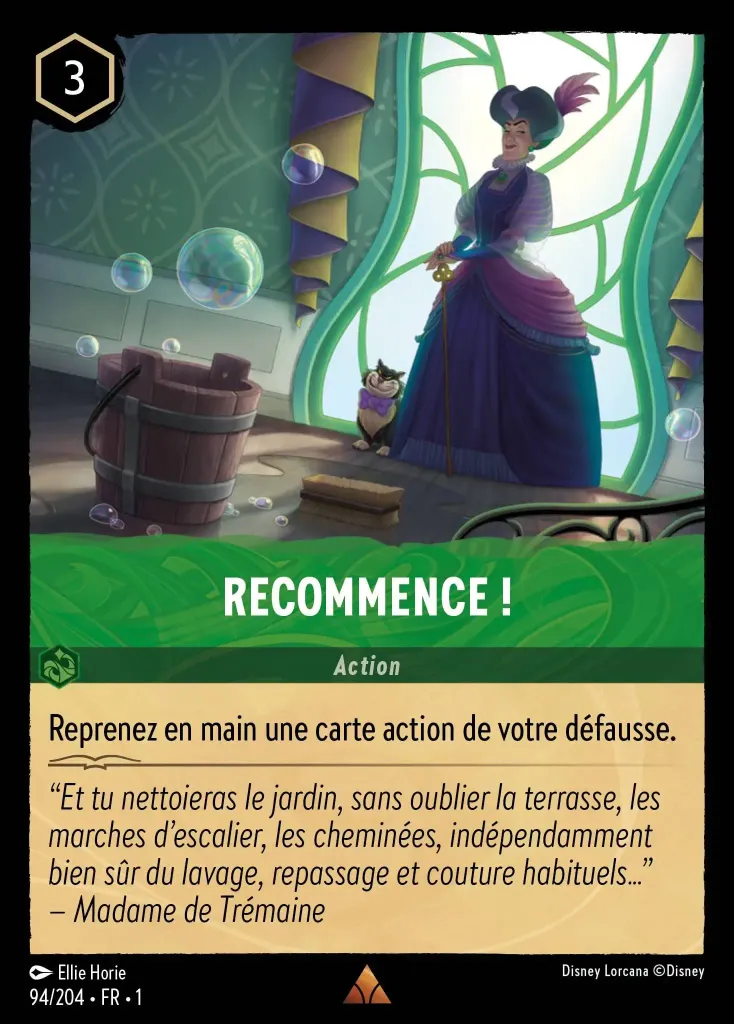 3
RECOMMENCE !
Action
Reprenez en main une carte action de votre défausse.
“Et tu nettoieras le jardin, sans oublier la terrasse, les
marches d’escalier, les cheminées, indépendamment
bien sûr du lavage, repassage et couture habituels...”
– Madame de Trémaine
Ellie Horie
Disney Lorcana ©Disney
94/204 • FR • 1